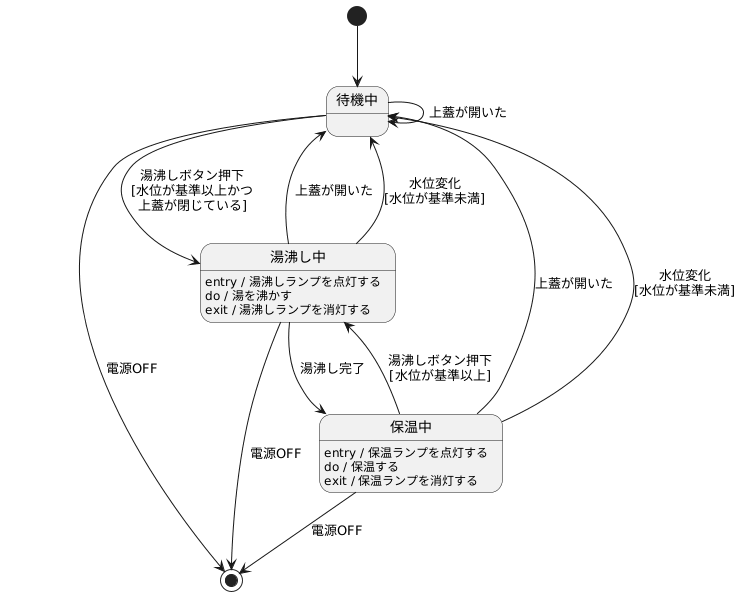 待機中
上蓋が開いた
湯沸しボタン押下
[水位が基準以上かつ
上蓋が閉じている]
上蓋が開いた
水位変化
[水位が基準未満]
湯沸し中
entry / 湯沸しランプを点灯する
do / 湯を沸かす
exit / 湯沸しランプを消灯する
上蓋が開いた
水位変化
[水位が基準未満]
電源OFF
湯沸し完了
湯沸しボタン押下
[水位が基準以上]
保温中
entry / 保温ランプを点灯する
do / 保温する
exit / 保温ランプを消灯する
電源OFF
電源OFF